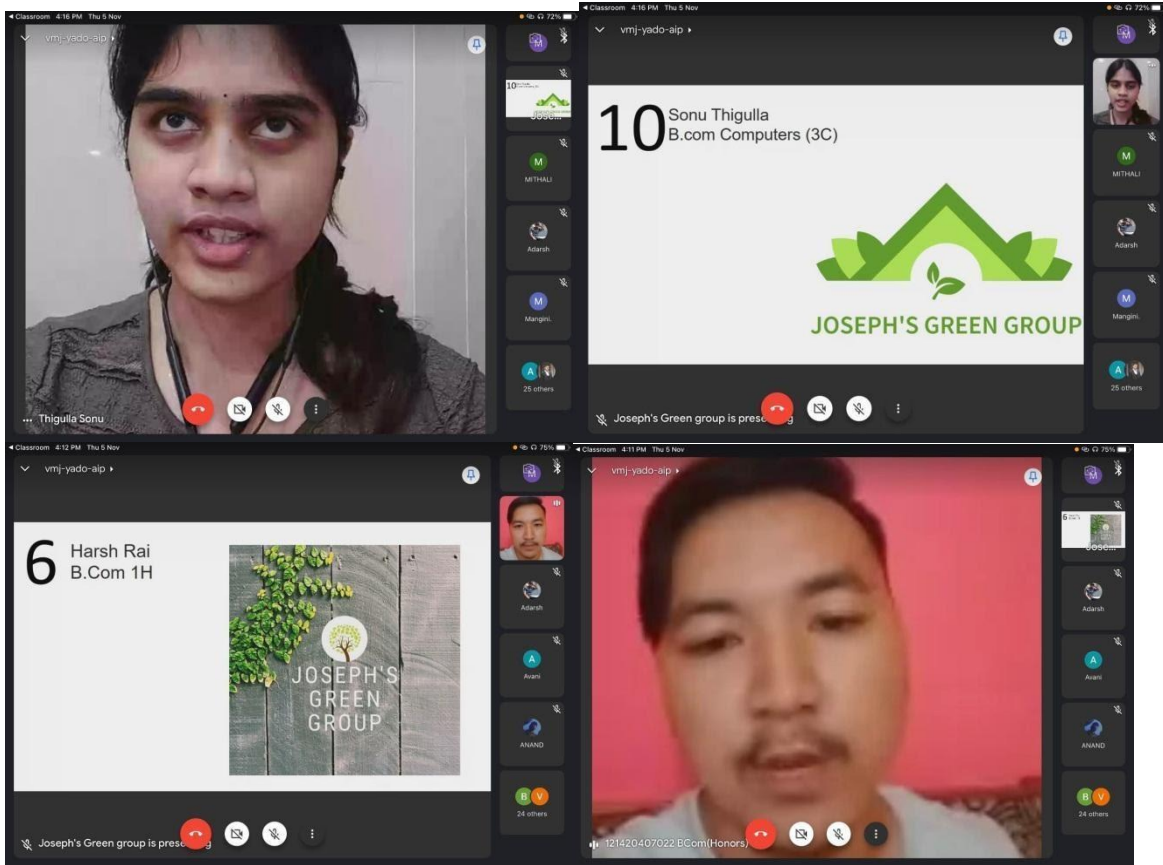 Classroom 4:16 PM Thu 5 Nov
72%
vmj-yado-aip
M
10 Sonu Thigulla
M
MITHALI
Adarsh
M
Mangini.
A
25 others
Thigulla Sonu
Classroom 4:16 PM Thu 5 Nov
72%
vmj-yado-aip
M
10 Sonu Thigulla
B.com Computers (3C)
JOSEPH'S GREEN GROUP
M
MITHALI
Adarsh
M
Mangini.
A
25 others
Joseph's Green group is presenting
Classroom 4:12 PM Thu 5 Nov
75%
vmj-yado-aip
M
6 Harsh Rai
B.Com 1H
JOSEPH'S
GREEN
GROUP
Adarsh
A
Avani
ANAND
B V
24 others
Joseph's Green group is presenting
Classroom 4:11 PM Thu 5 Nov
75%
vmj-yado-aip
M
6
Adarsh
A
Avani
ANAND
B V
24 others
121420407022 BCom(Honors)